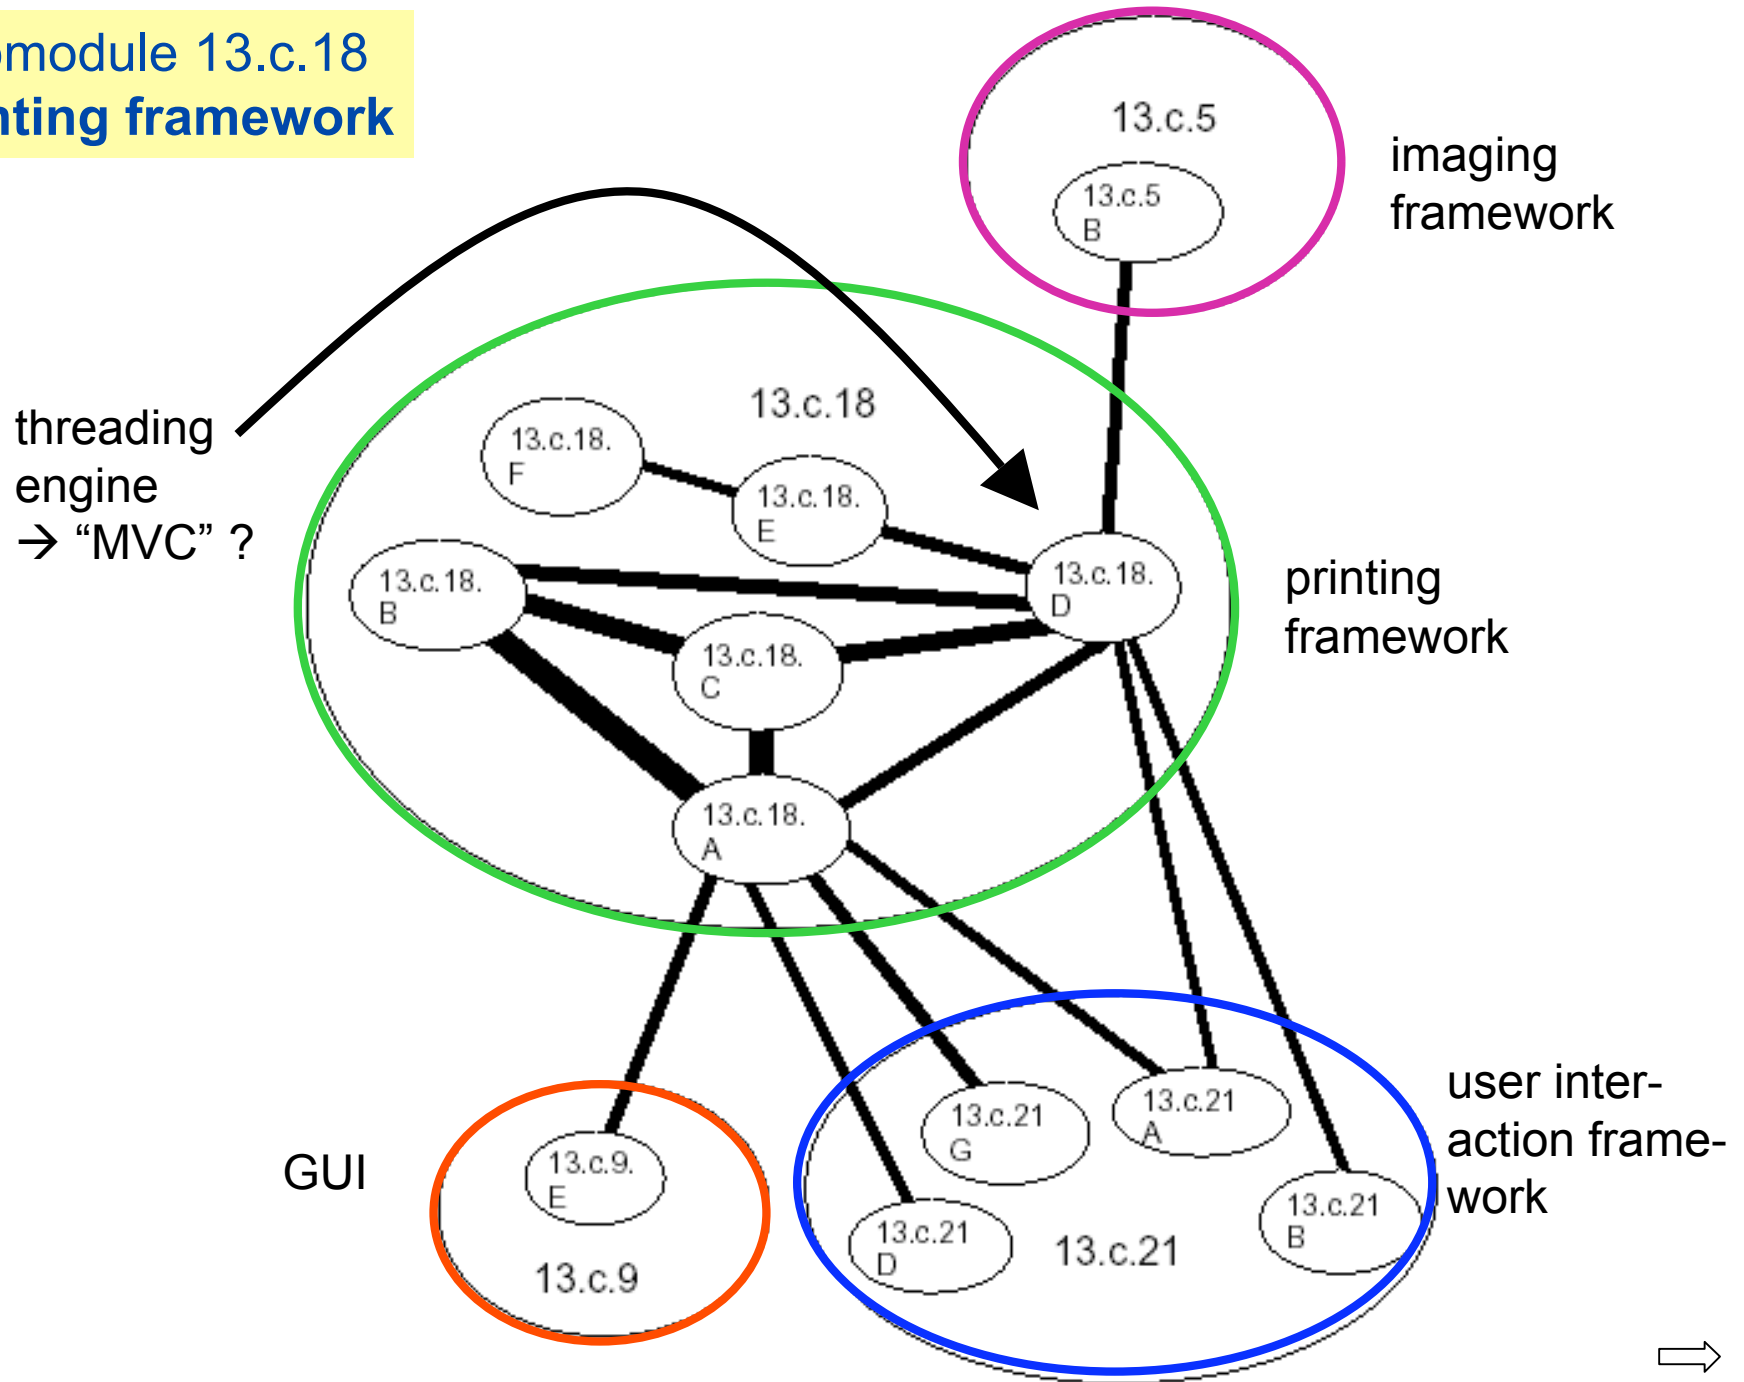 omodule 13.c.18
nting framework
13.c.5
13.c.5
B
imaging
framework
threading
engine
→ “MVC” ?
13.c.18
13.c.18.
F
13.c.18.
E
13.c.18.
B
13.c.18.
D
13.c.18.
C
13.c.18.
A
printing
framework
GUI
13.c.9.
E
13.c.9
13.c.21
G
13.c.21
A
13.c.21
D
13.c.21
B
13.c.21
user inter-
action frame-
work